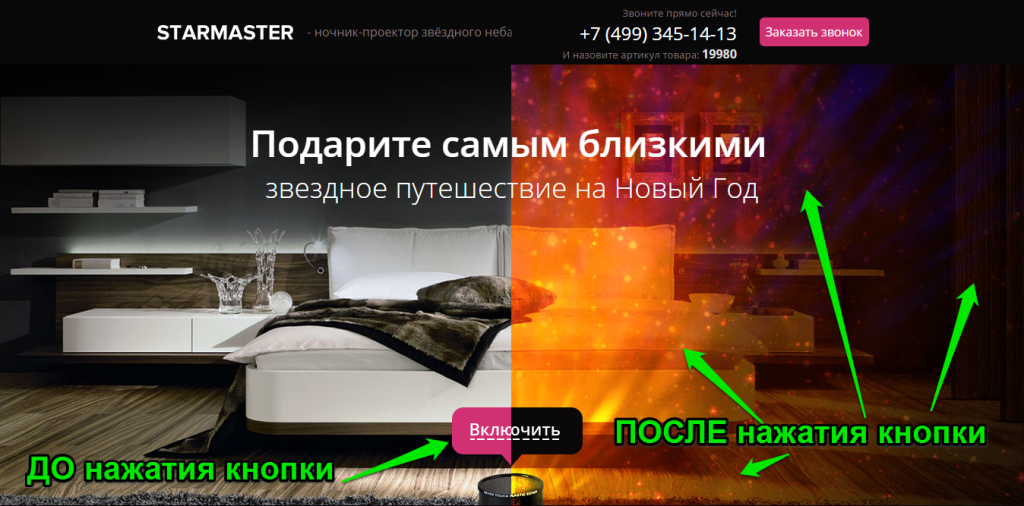 Звоните прямо сейчас!
STARMASTER - ночник-проектор звёздного неба
+7 (499) 345-14-13
Заказать звонок
И назовите артикул товара: 19980
Подарите самым близкими
звездное путешествие на Новый Год
Включить
ПОСЛЕ нажатия кнопки
ДО нажатия кнопки